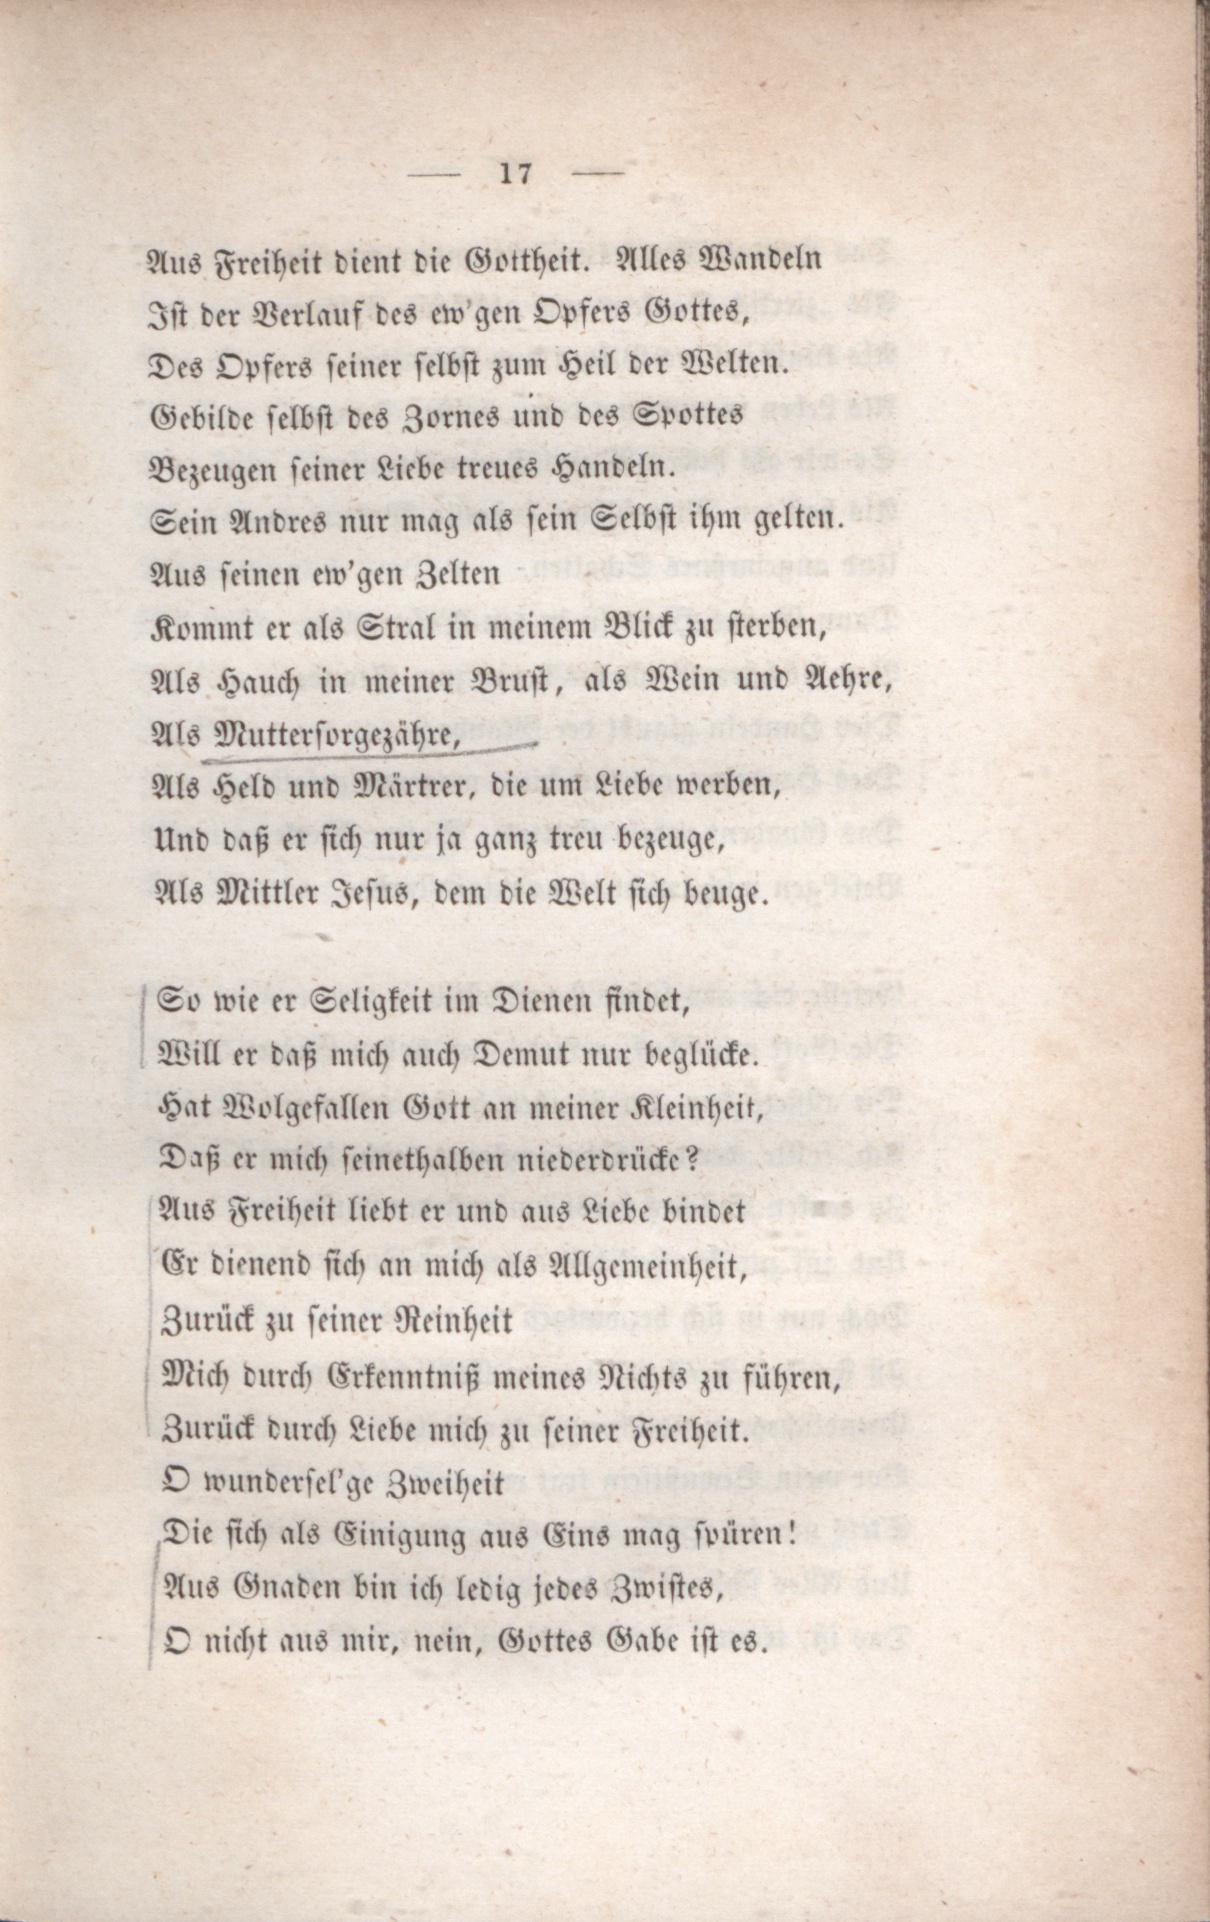 — 17 —
Aus Freiheit dient die Gottheit. Alles Wandeln
Ist der Verlauf des ew'gen Opfers Gottes,
Des Opfers seiner selbst zum Heil der Welten.
Gebilde selbst des Zornes und des Spottes
Bezeugen seiner Liebe treues Handeln.
Sein Andres nur mag als sein Selbst ihm gelten.
Aus seinen ew'gen Zelten
Kommt er als Stral in meinem Blick zu sterben,
Als Hauch in meiner Brust, als Wein und Aehre,
Als Muttersorgezähre,
Als Held und Märtrer, die um Liebe werben,
Und daß er sich nur ja ganz treu bezeuge,
Als Mittler Jesus, dem die Welt sich beuge.
So wie er Seligkeit im Dienen findet,
Will er daß mich auch Demut nur beglücke.
Hat Wolgefallen Gott an meiner Kleinheit,
Daß er mich seinethalben niederdrücke?
Aus Freiheit liebt er und aus Liebe bindet
Er dienend sich an mich als Allgemeinheit,
Zurück zu seiner Reinheit
Mich durch Erkenntniß meines Nichts zu führen,
Zurück durch Liebe mich zu seiner Freiheit.
O wundersel'ge Zweiheit
Die sich als Einigung aus Eins mag spüren!
Aus Gnaden bin ich ledig jedes Zwistes,
O nicht aus mir, nein, Gottes Gabe ist es.